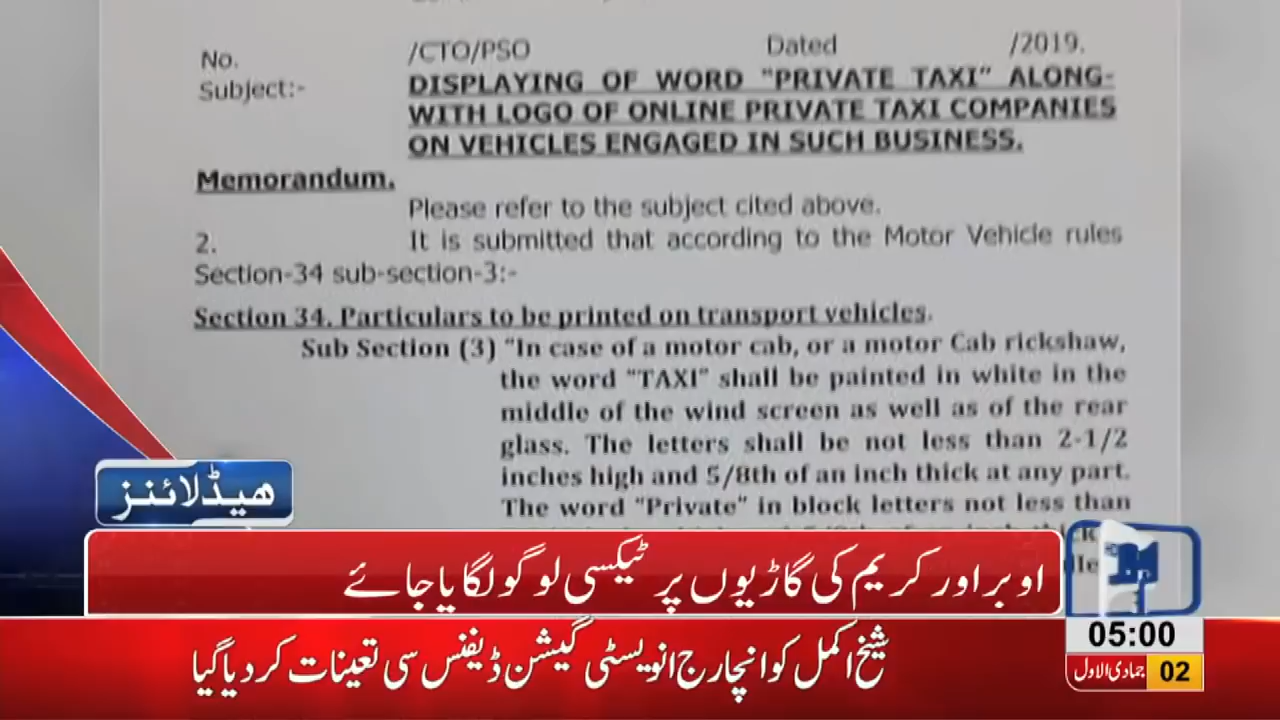 No. /CTO/PSO Dated /2019.
Subject:- DISPLAYING OF WORD "PRIVATE TAXI" ALONG-
WITH LOGO OF ONLINE PRIVATE TAXI COMPANIES
ON VEHICLES ENGAGED IN SUCH BUSINESS.
Memorandum.
Please refer to the subject cited above.
2. It is submitted that according to the Motor Vehicle rules
Section-34 sub-section-3:-
Section 34. Particulars to be printed on transport vehicles.
Sub Section (3) "In case of a motor cab, or a motor Cab rickshaw,
the word "TAXI" shall be painted in white in the
middle of the wind screen as well as of the rear
glass. The letters shall be not less than 2-1/2
inches high and 5/8th of an inch thick at any part.
The word "Private" in block letters not less than
ھیڈلائنز
اوبر اور کریم کی گاڑیوں پر ٹیکسی لوگو لگایا جائے
شیخ اکمل کو انچارج انویسٹی گیشن ڈیفنس سی تعینات کر دیا گیا
05:00
02 جمادی الاول